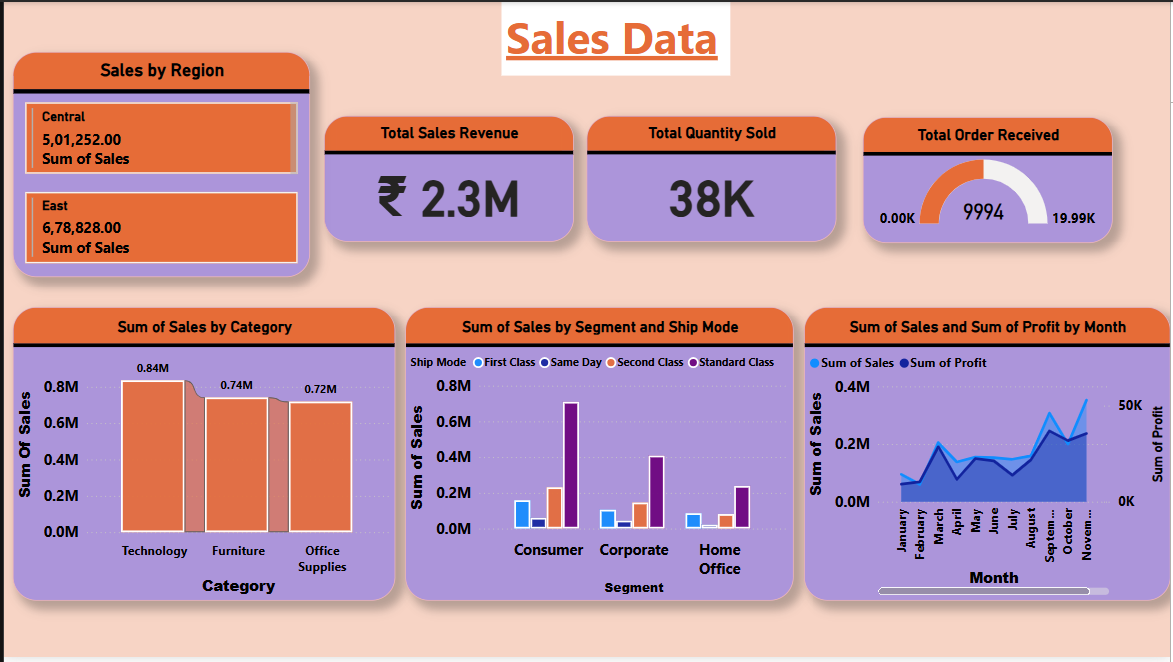 Sales Data
Sales by Region
Central
5,01,252.00
Sum of Sales
East
6,78,828.00
Sum of Sales
Total Sales Revenue
₹ 2.3M
Total Quantity Sold
38K
Total Order Received
0.00K
9994
19.99K
Sum of Sales by Category
Sum Of Sales
0.8M
0.6M
0.4M
0.2M
0.0M
0.84M
0.74M
0.72M
Technology
Furniture
Office
Supplies
Category
Sum of Sales by Segment and Ship Mode
Ship Mode First Class Same Day Second Class Standard Class
Sum of Sales
0.8M
0.6M
0.4M
0.2M
0.0M
Consumer
Corporate
Home
Office
Segment
Sum of Sales and Sum of Profit by Month
Sum of Sales Sum of Profit
Sum of Sales
0.4M
0.2M
0.0M
50K
0K
Sum of Profit
January
February
March
April
May
June
July
August
Septem...
October
Novem...
Month